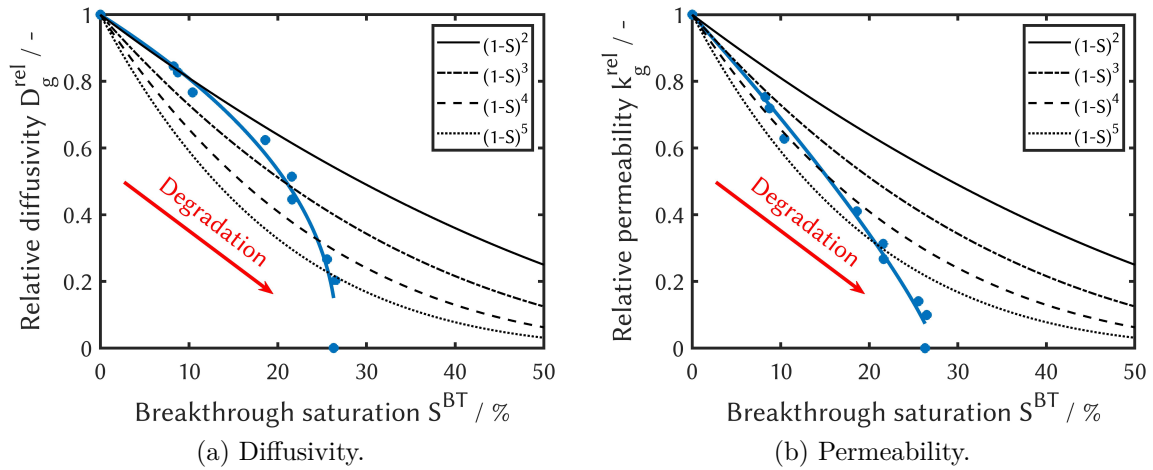 Relative diffusivity D_g^rel / -
1
0.8
0.6
0.4
0.2
0
0 10 20 30 40 50
Breakthrough saturation S^BT / %
(1-S)^2
(1-S)^3
(1-S)^4
(1-S)^5
Degradation
(a) Diffusivity.
Relative permeability k_g^rel / -
1
0.8
0.6
0.4
0.2
0
0 10 20 30 40 50
Breakthrough saturation S^BT / %
(1-S)^2
(1-S)^3
(1-S)^4
(1-S)^5
Degradation
(b) Permeability.